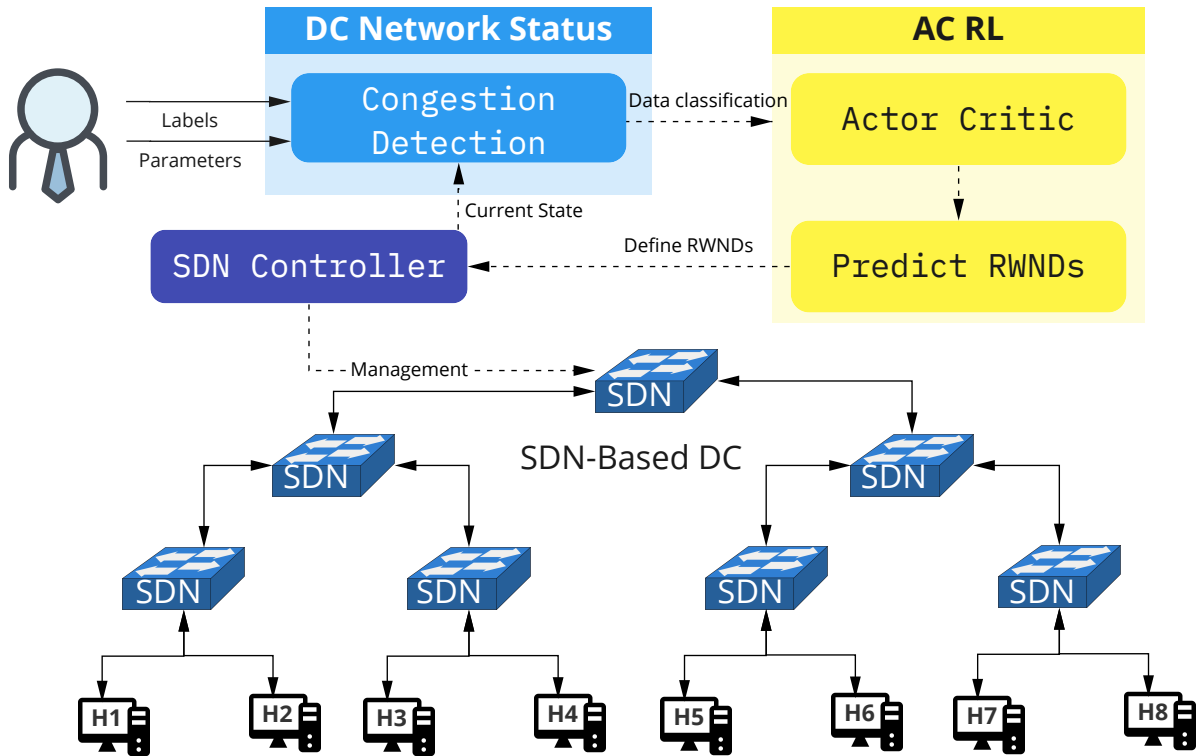 DC Network Status
AC RL
Congestion
Detection
Data classification
Actor Critic
Labels
Parameters
Current State
SDN Controller
Define RWNDs
Predict RWNDs
Management
SDN
SDN-Based DC
SDN
SDN
SDN
SDN
SDN
SDN
H1
H2
H3
H4
H5
H6
H7
H8